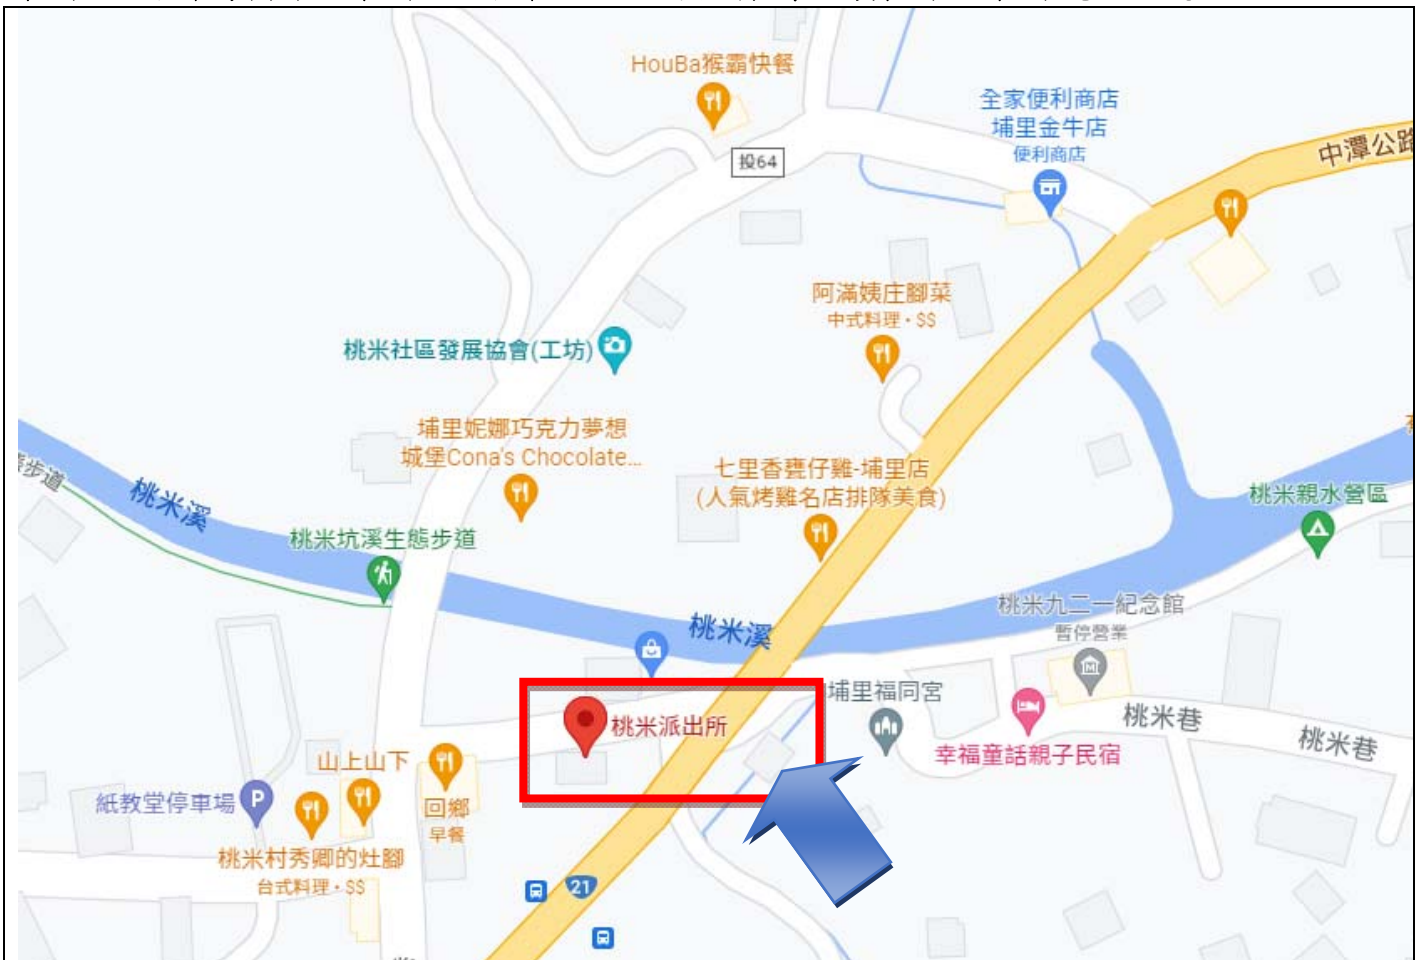 HouBa猴霸快餐
全家便利商店
埔里金牛店
便利商店
中潭公路
投64
阿滿姨庄腳菜
中式料理・$$
桃米社區發展協會(工坊)
埔里妮娜巧克力夢想
城堡Cona's Chocolate...
七里香甕仔雞-埔里店
(人氣烤雞名店排隊美食)
步道
桃米溪
桃米親水營區
桃米坑溪生態步道
桃米九二一紀念館
暫停營業
桃米溪
埔里福同宮
桃米派出所
桃米巷
桃米巷
幸福童話親子民宿
山上山下
紙教堂停車場
P
回鄉
早餐
桃米村秀卿的灶腳
台式料理・$$
21